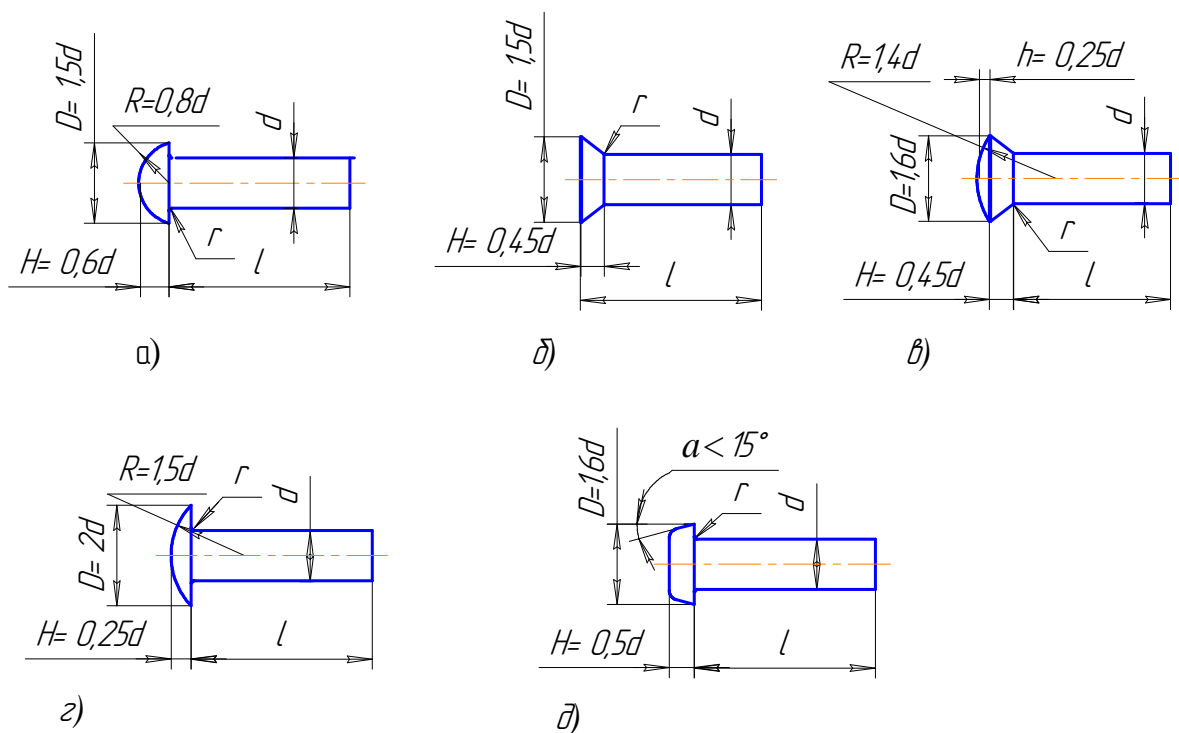 D= 1,5d
R=0,8d
d
r
H= 0,6d
l
а)
D= 1,5d
r
d
H= 0,45d
l
б)
R=1,4d
h= 0,25d
d
D=1,6d
r
H= 0,45d
l
в)
R=1,5d
r
d
D= 2d
H= 0,25d
l
г)
D=1,6d
a< 15°
r
d
H= 0,5d
l
д)